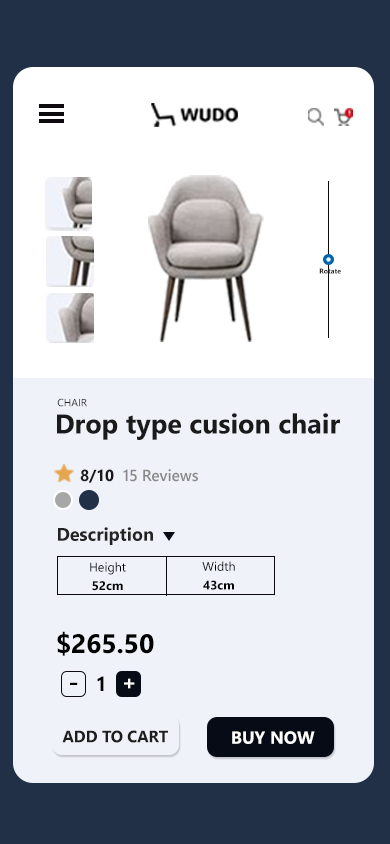 WUDO
1
Rotate
CHAIR
Drop type cusion chair
8/10 15 Reviews
Description
Height Width
52cm 43cm
$265.50
- 1 +
ADD TO CART BUY NOW